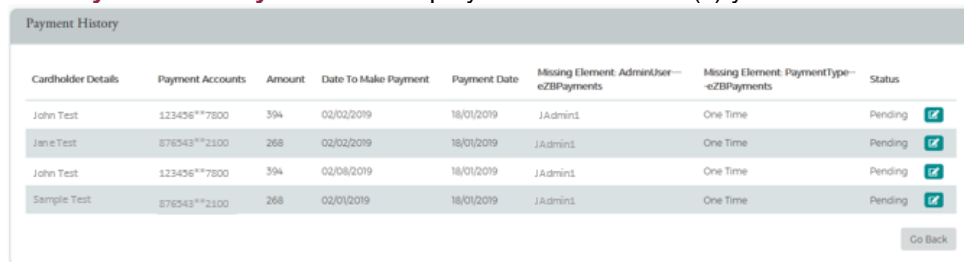 Payment History
Cardholder Details Payment Accounts Amount Date To Make Payment Payment Date Missing Element: AdminUser—eZBPayments Missing Element: PaymentType--eZBPayments Status
John Test 123456**7800 394 02/02/2019 18/01/2019 JAdmin1 One Time Pending
Jane Test 876543**2100 268 02/02/2019 18/01/2019 JAdmin1 One Time Pending
John Test 123456**7800 394 02/08/2019 18/01/2019 JAdmin1 One Time Pending
Sample Test 876543**2100 268 02/01/2019 18/01/2019 JAdmin1 One Time Pending
Go Back